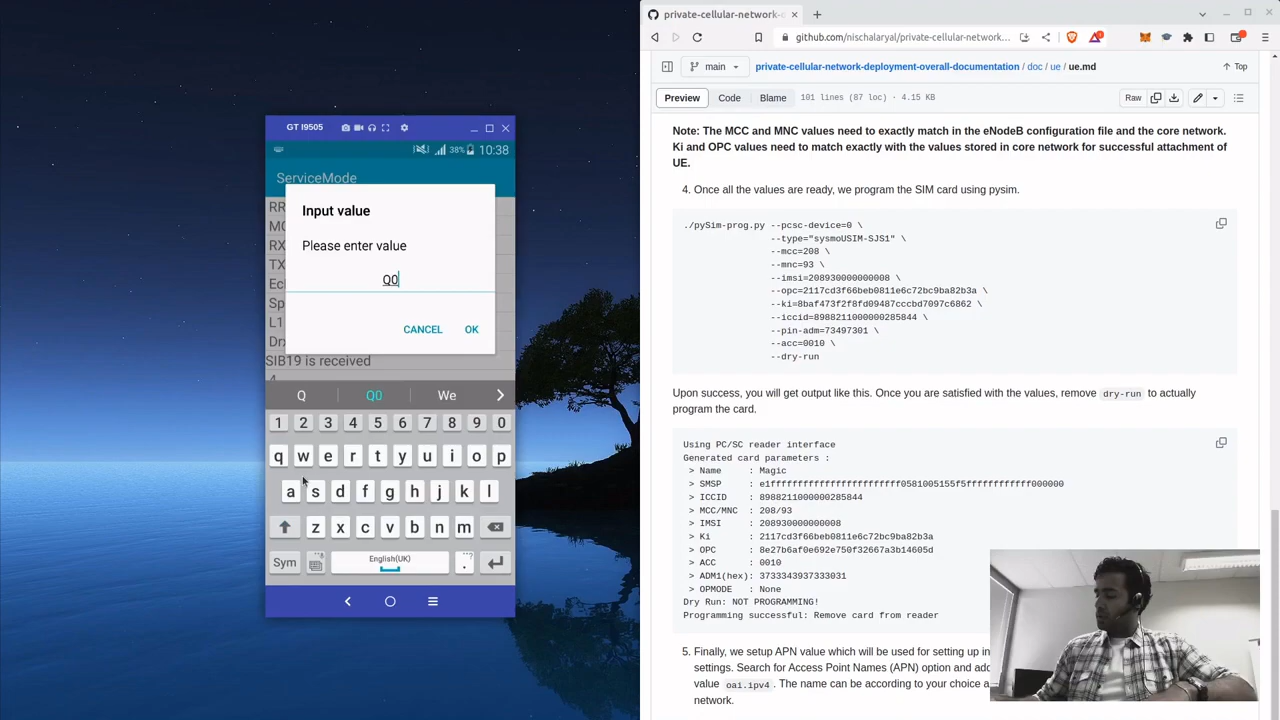 GT I9505
38% 10:38
ServiceMode
Input value
Please enter value
Q0
CANCEL OK
SIB19 is received
Q Q0 We
1 2 3 4 5 6 7 8 9 0
q w e r t y u i o p
a s d f g h j k l
z x c v b n m
Sym English(UK) .
private-cellular-network-d
github.com/nischalaryal/private-cellular-network...
main private-cellular-network-deployment-overall-documentation / doc / ue / ue.md Top
Preview Code Blame 101 lines (87 loc) · 4.15 KB Raw
Note: The MCC and MNC values need to exactly match in the eNodeB configuration file and the core network.
Ki and OPC values need to match exactly with the values stored in core network for successful attachment of
UE.
4. Once all the values are ready, we program the SIM card using pysim.
./pySim-prog.py --pcsc-device=0 \
--type="sysmoUSIM-SJS1" \
--mcc=208 \
--mnc=93 \
--imsi=208930000000008 \
--opc=2117cd3f66beb0811e6c72bc9ba82b3a \
--ki=8baf473f2f8fd09487cccbd7097c6862 \
--iccid=8988211000000285844 \
--pin-adm=73497301 \
--acc=0010 \
--dry-run
Upon success, you will get output like this. Once you are satisfied with the values, remove dry-run to actually
program the card.
Using PC/SC reader interface
Generated card parameters :
> Name : Magic
> SMSP : e1ffffffffffffffffffffffff0581005155f5ffffffffffff000000
> ICCID : 8988211000000285844
> MCC/MNC : 208/93
> IMSI : 208930000000008
> Ki : 2117cd3f66beb0811e6c72bc9ba82b3a
> OPC : 8e27b6af0e692e750f32667a3b14605d
> ACC : 0010
> ADM1(hex): 3733343937333031
> OPMODE : None
Dry Run: NOT PROGRAMMING!
Programming successful: Remove card from reader
5. Finally, we setup APN value which will be used for setting up in
settings. Search for Access Point Names (APN) option and add
value oai.ipv4 . The name can be according to your choice a
network.